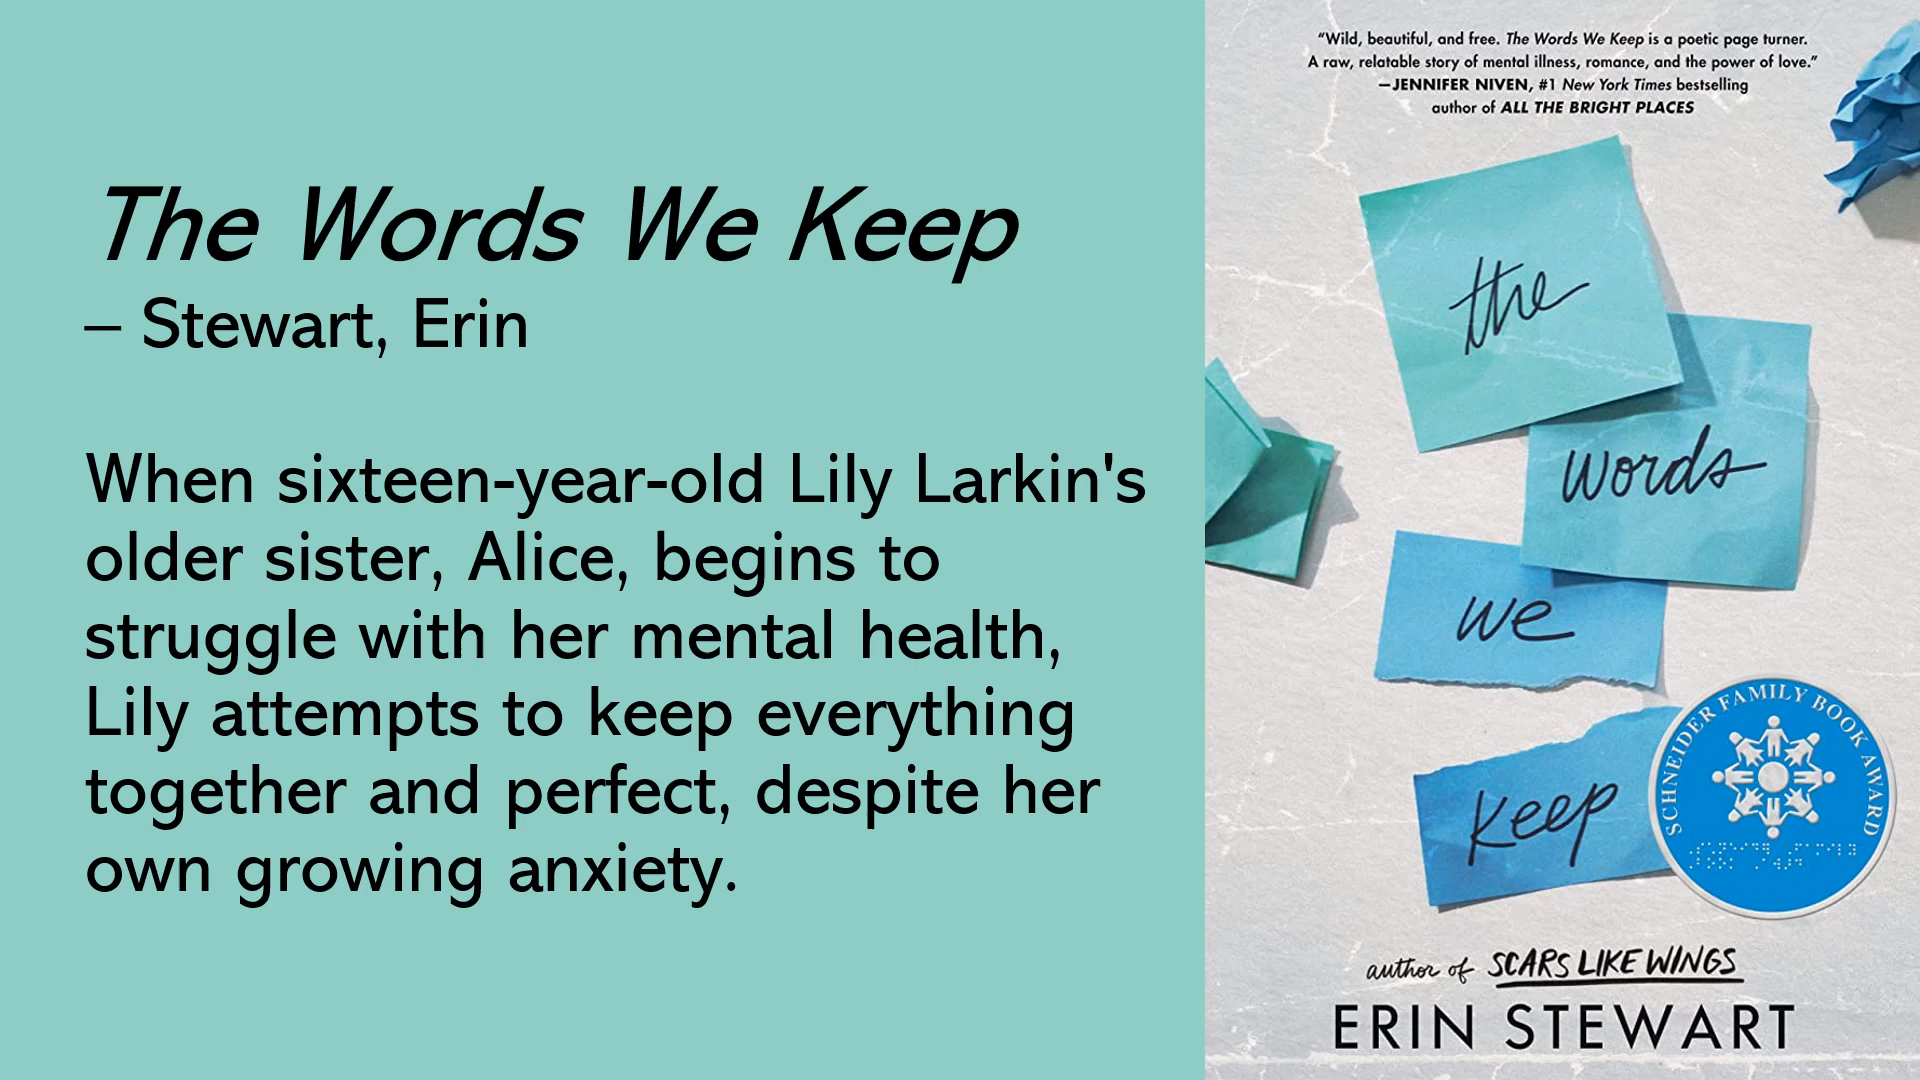 The Words We Keep
– Stewart, Erin
When sixteen-year-old Lily Larkin's
older sister, Alice, begins to
struggle with her mental health,
Lily attempts to keep everything
together and perfect, despite her
own growing anxiety.
“Wild, beautiful, and free. The Words We Keep is a poetic page turner.
A raw, relatable story of mental illness, romance, and the power of love.”
—JENNIFER NIVEN, #1 New York Times bestselling
author of ALL THE BRIGHT PLACES
the
words
we
keep
SCHNEIDER FAMILY BOOK AWARD
author of SCARS LIKE WINGS
ERIN STEWART